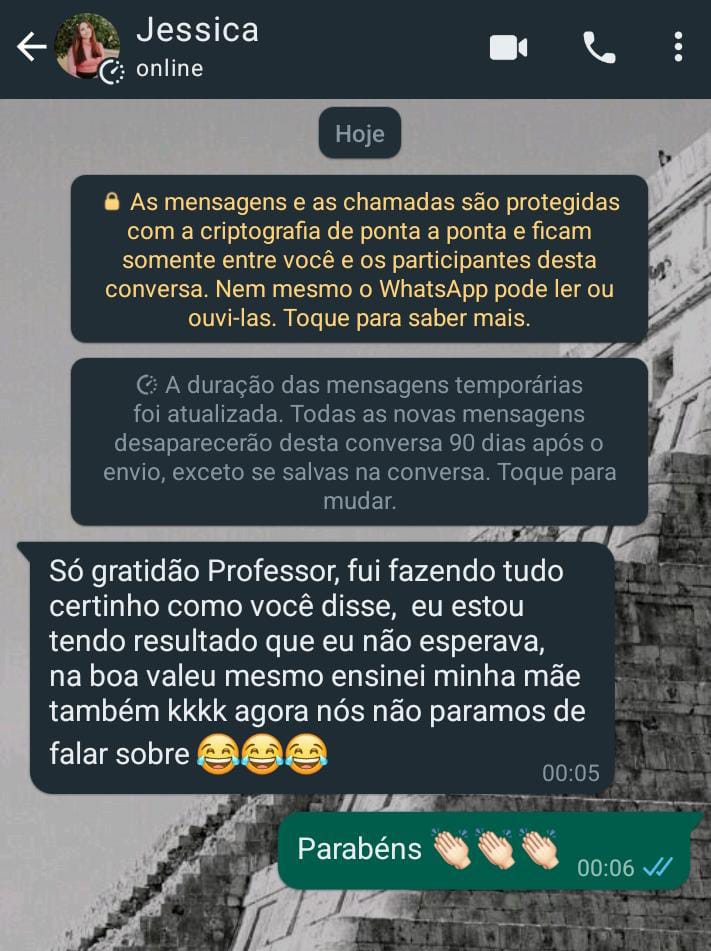 Jessica
online
Hoje
As mensagens e as chamadas são protegidas
com a criptografia de ponta a ponta e ficam
somente entre você e os participantes desta
conversa. Nem mesmo o WhatsApp pode ler ou
ouvi-las. Toque para saber mais.
A duração das mensagens temporárias
foi atualizada. Todas as novas mensagens
desaparecerão desta conversa 90 dias após o
envio, exceto se salvas na conversa. Toque para
mudar.
Só gratidão Professor, fui fazendo tudo
certinho como você disse,  eu estou
tendo resultado que eu não esperava,
na boa valeu mesmo ensinei minha mãe
também kkkk agora nós não paramos de
falar sobre 😂😂😂
00:05
Parabéns 👏🏻👏🏻👏🏻
00:06